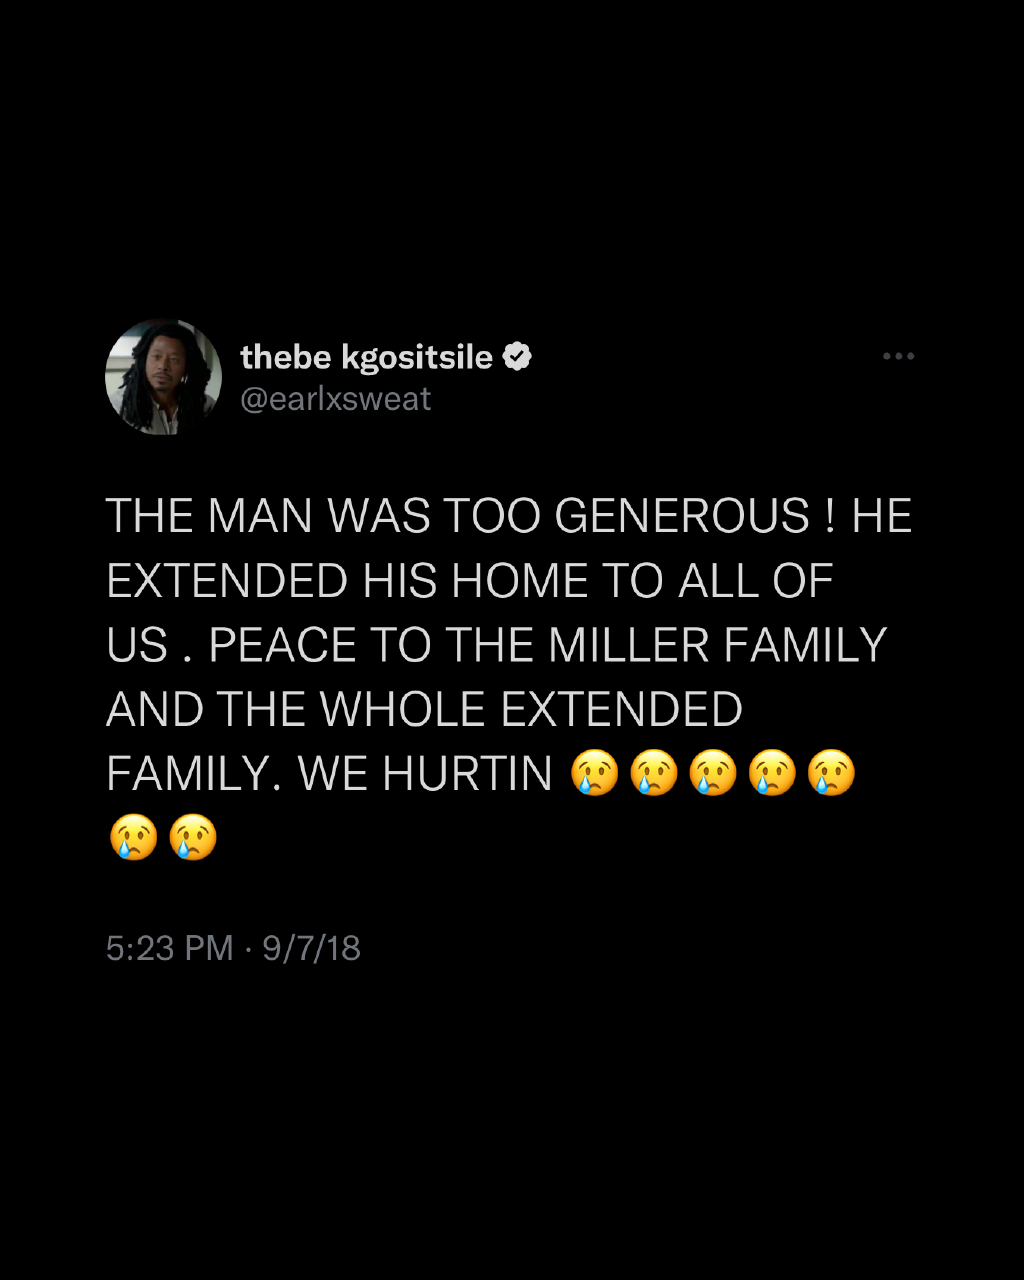 thebe kgositsile
@earlxsweat
THE MAN WAS TOO GENEROUS ! HE
EXTENDED HIS HOME TO ALL OF
US . PEACE TO THE MILLER FAMILY
AND THE WHOLE EXTENDED
FAMILY. WE HURTIN 😢😢😢😢😢
😢😢
5:23 PM · 9/7/18